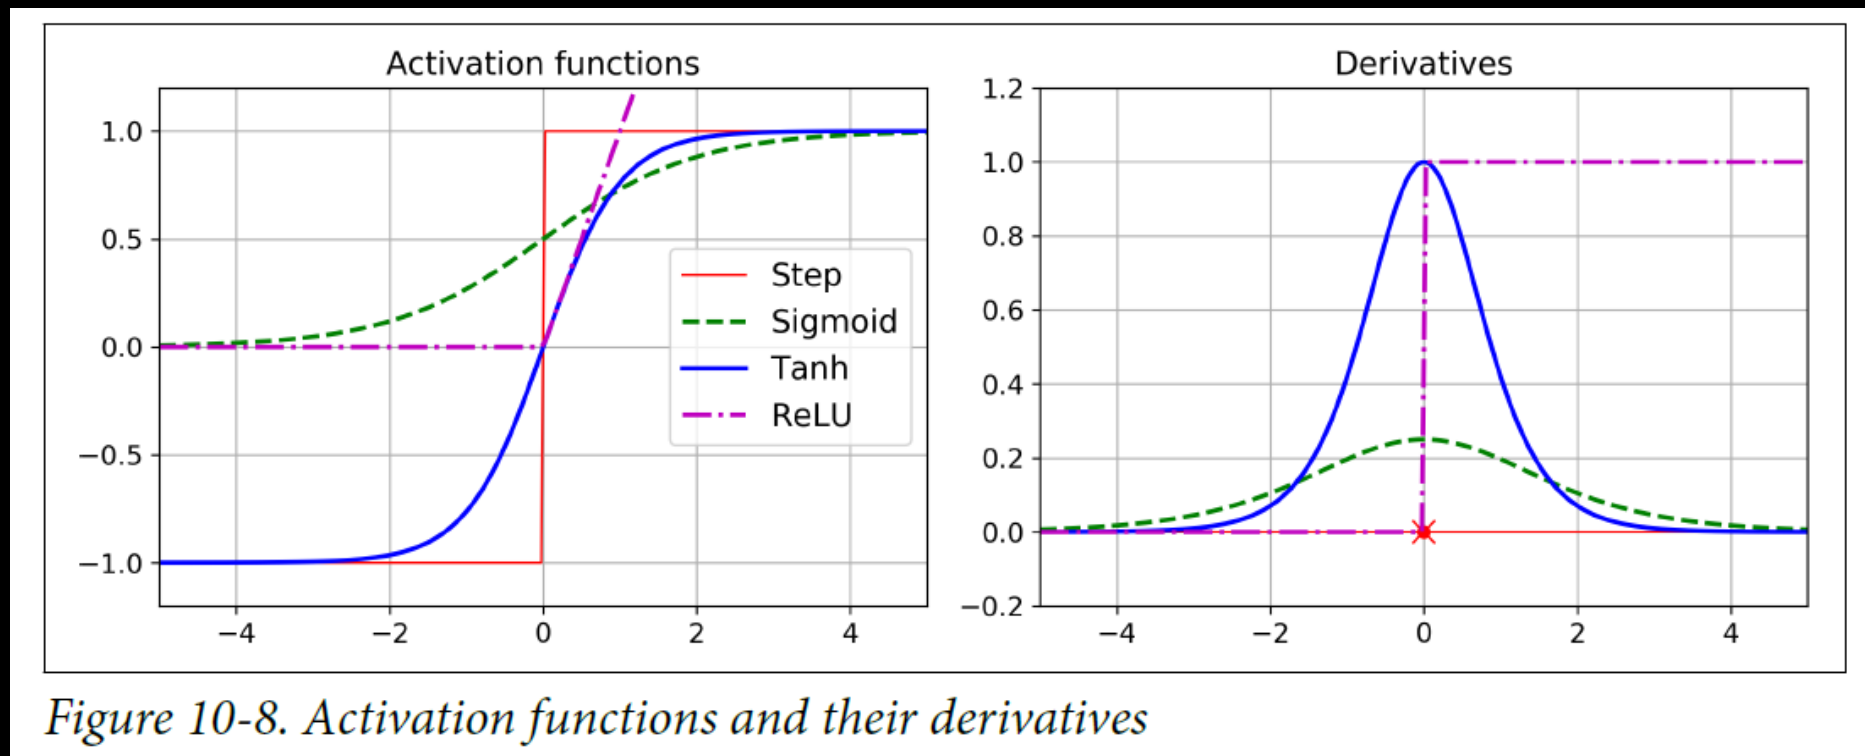 Activation functions
1.0
0.5
0.0
−0.5
−1.0
−4 −2 0 2 4
Step
Sigmoid
Tanh
ReLU
Derivatives
1.2
1.0
0.8
0.6
0.4
0.2
0.0
−0.2
−4 −2 0 2 4
Figure 10-8. Activation functions and their derivatives